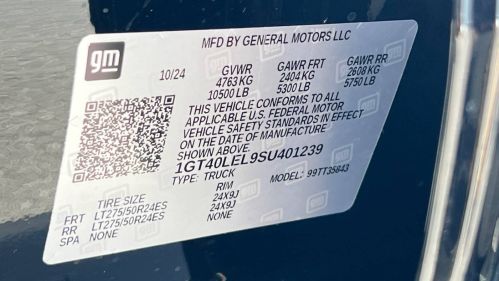 MFD BY GENERAL MOTORS LLC
gm
10/24 GVWR GAWR FRT GAWR RR
4763 KG 2404 KG 2608 KG
10500 LB 5300 LB 5750 LB
THIS VEHICLE CONFORMS TO ALL
APPLICABLE U.S. FEDERAL MOTOR
VEHICLE SAFETY STANDARDS IN EFFECT
ON THE DATE OF MANUFACTURE
SHOWN ABOVE.
1GT40LEL9SU401239
TYPE: TRUCK MODEL: 99TT35843
TIRE SIZE RIM
FRT LT275/50R24ES 24X9J
RR LT275/50R24ES 24X9J
SPA NONE NONE